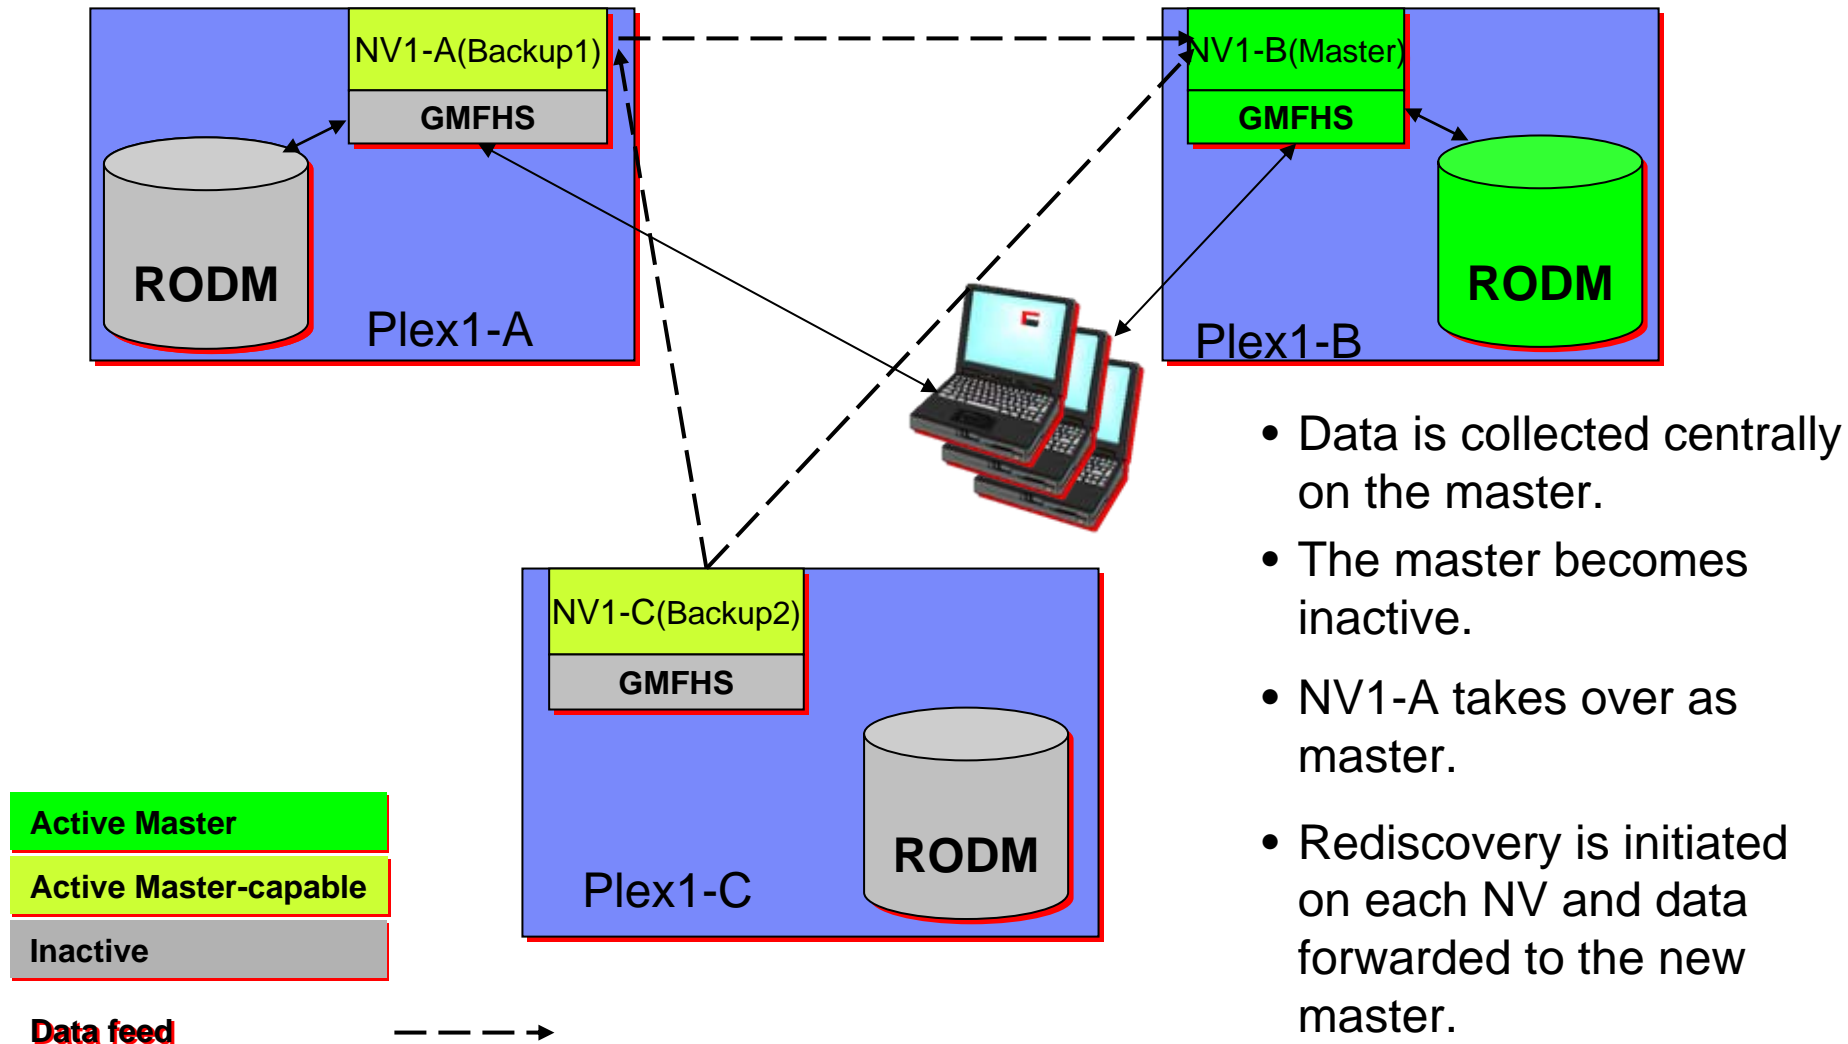 NV1-A(Backup1)
GMFHS
RODM
Plex1-A
NV1-B(Master)
GMFHS
RODM
Plex1-B
NV1-C(Backup2)
GMFHS
RODM
Plex1-C
• Data is collected centrally
on the master.
• The master becomes
inactive.
• NV1-A takes over as
master.
• Rediscovery is initiated
on each NV and data
forwarded to the new
master.
Active Master
Active Master-capable
Inactive
Data feed